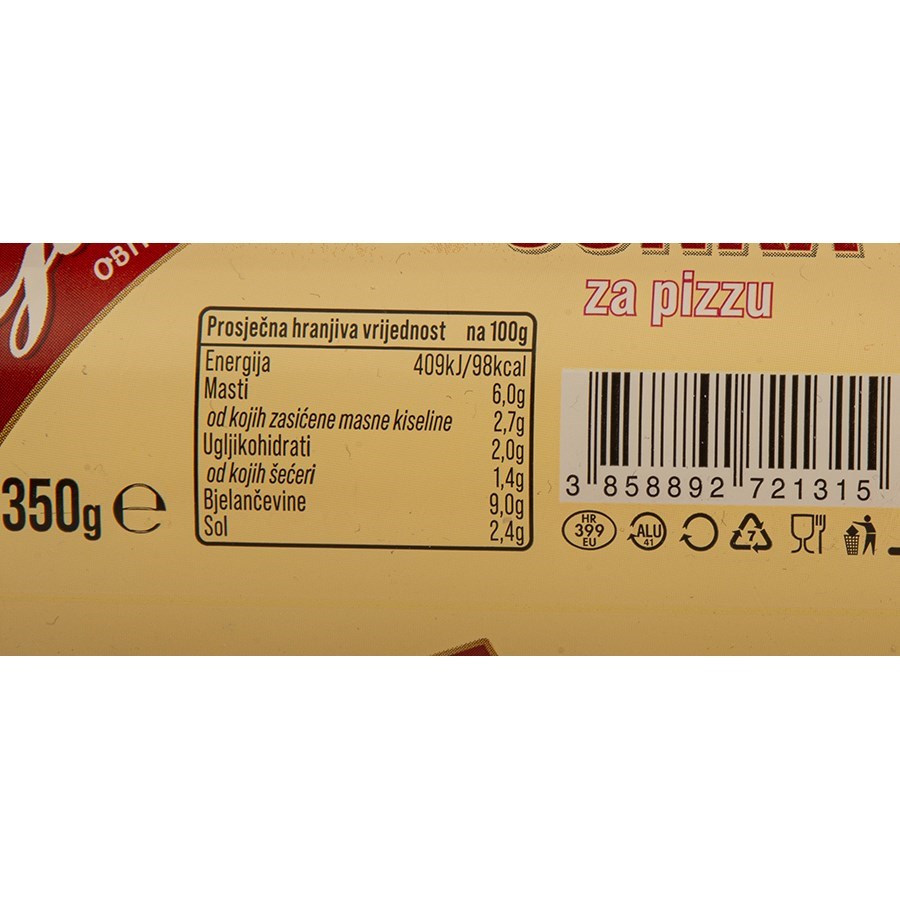 za pizzu
Prosječna hranjiva vrijednost na 100g
Energija 409kJ/98kcal
Masti 6,0g
od kojih zasićene masne kiseline 2,7g
Ugljikohidrati 2,0g
od kojih šećeri 1,4g
Bjelančevine 9,0g
Sol 2,4g
350g ℮
3 858892 721315
HR
399
EU
ALU
41
7